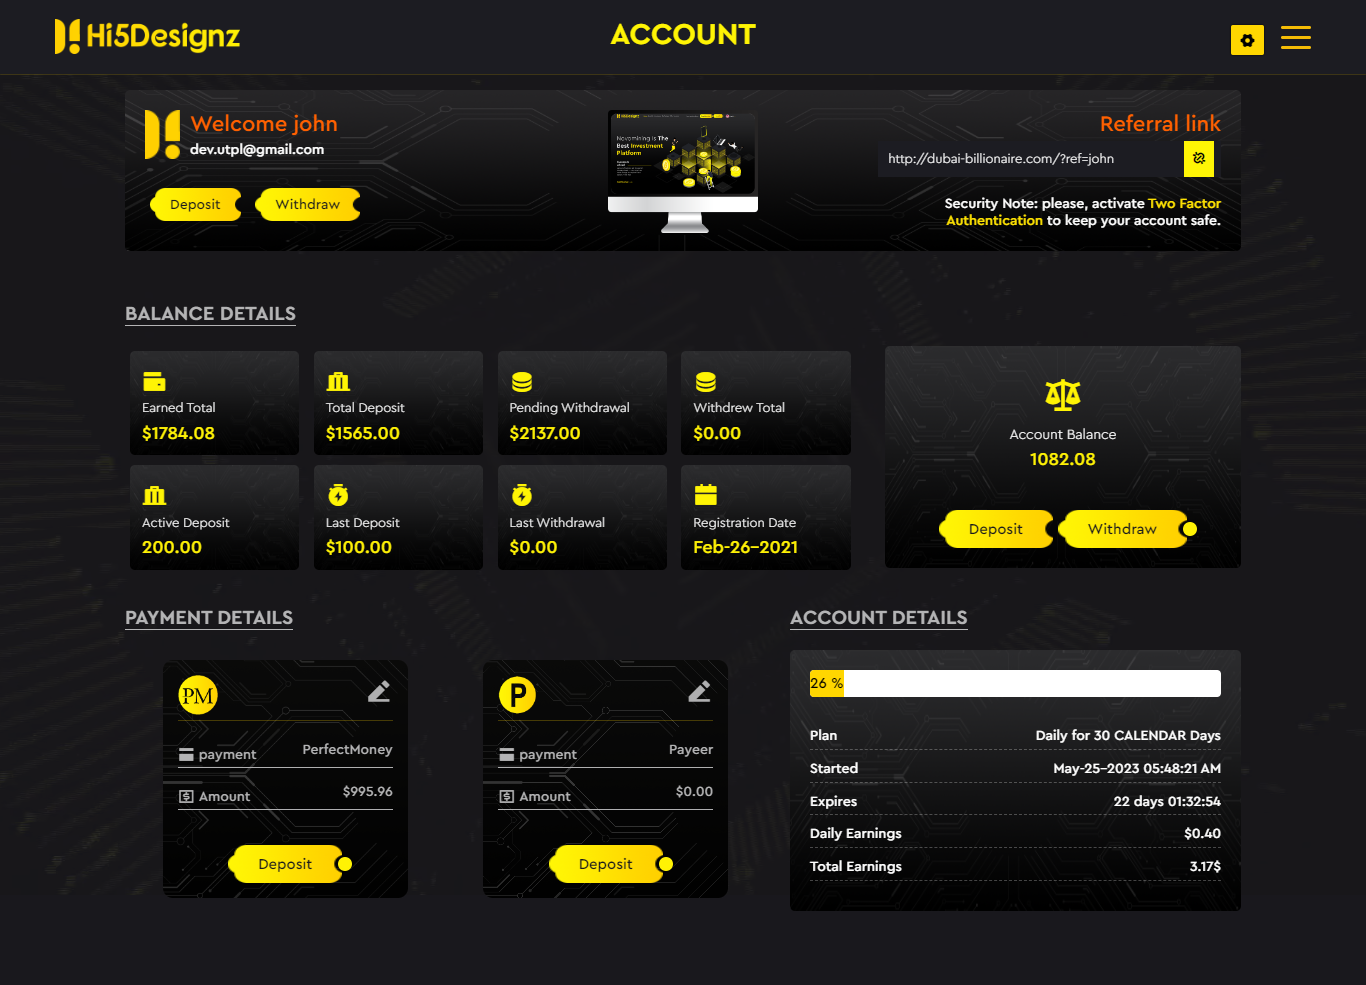 Hi5Designz
ACCOUNT
Welcome john
dev.utpl@gmail.com
Deposit
Withdraw
Novamining Is The
Best Investment
Platform
Referral link
http://dubai-billionaire.com/?ref=john
Security Note: please, activate Two Factor
Authentication to keep your account safe.
BALANCE DETAILS
Earned Total
$1784.08
Total Deposit
$1565.00
Pending Withdrawal
$2137.00
Withdrew Total
$0.00
Active Deposit
200.00
Last Deposit
$100.00
Last Withdrawal
$0.00
Registration Date
Feb-26-2021
Account Balance
1082.08
Deposit
Withdraw
PAYMENT DETAILS
PM
payment PerfectMoney
Amount $995.96
Deposit
P
payment Payeer
Amount $0.00
Deposit
ACCOUNT DETAILS
26 %
Plan Daily for 30 CALENDAR Days
Started May-25-2023 05:48:21 AM
Expires 22 days 01:32:54
Daily Earnings $0.40
Total Earnings 3.17$